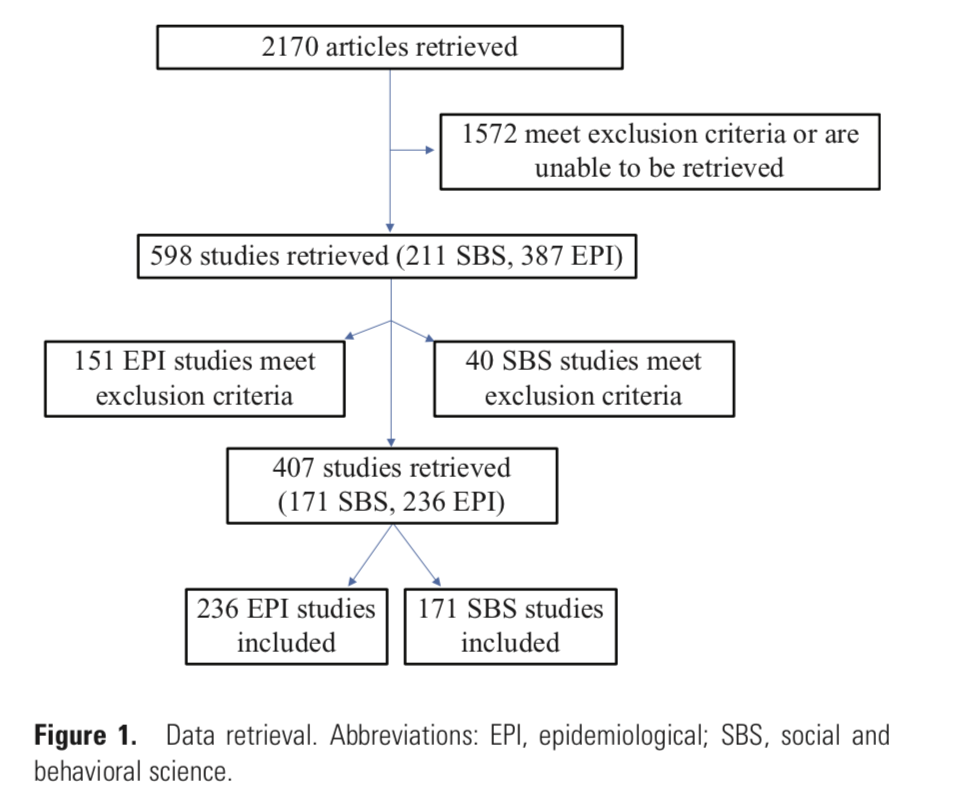 2170 articles retrieved
1572 meet exclusion criteria or are
unable to be retrieved
598 studies retrieved (211 SBS, 387 EPI)
151 EPI studies meet
exclusion criteria
40 SBS studies meet
exclusion criteria
407 studies retrieved
(171 SBS, 236 EPI)
236 EPI studies
included
171 SBS studies
included
Figure 1. Data retrieval. Abbreviations: EPI, epidemiological; SBS, social and
behavioral science.